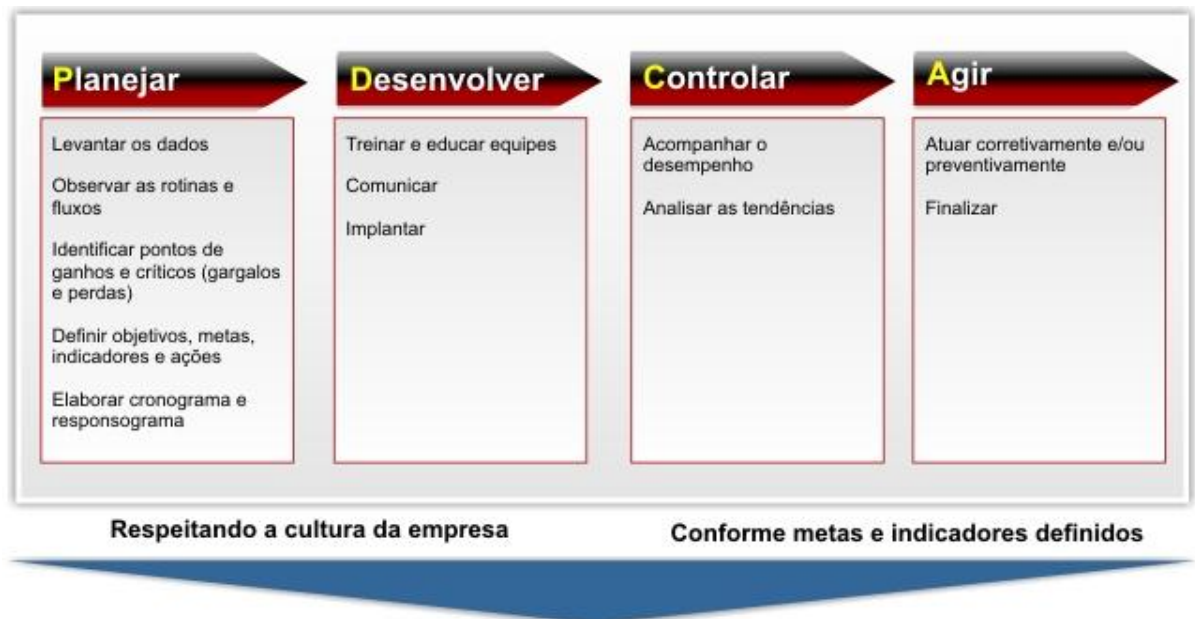 Planejar
Levantar os dados
Observar as rotinas e
fluxos
Identificar pontos de
ganhos e críticos (gargalos
e perdas)
Definir objetivos, metas,
indicadores e ações
Elaborar cronograma e
responsograma
Desenvolver
Treinar e educar equipes
Comunicar
Implantar
Controlar
Acompanhar o
desempenho
Analisar as tendências
Agir
Atuar corretivamente e/ou
preventivamente
Finalizar
Respeitando a cultura da empresa
Conforme metas e indicadores definidos